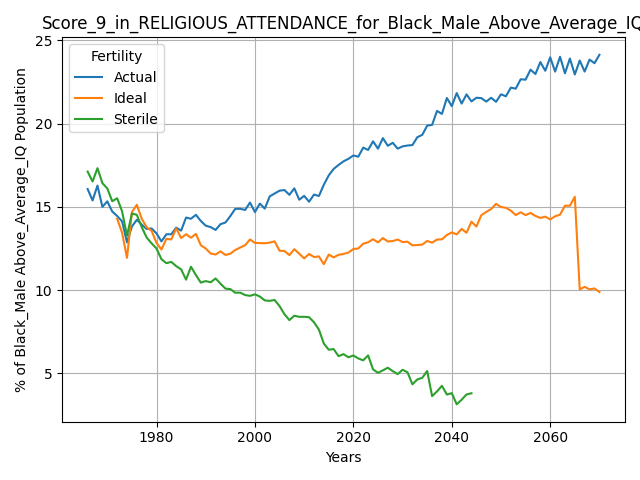 Score_9_in_RELIGIOUS_ATTENDANCE_for_Black_Male_Above_Average_IQ
Fertility
Actual
Ideal
Sterile
25
20
15
10
5
% of Black_Male Above_Average_IQ Population
1980
2000
2020
2040
2060
Years